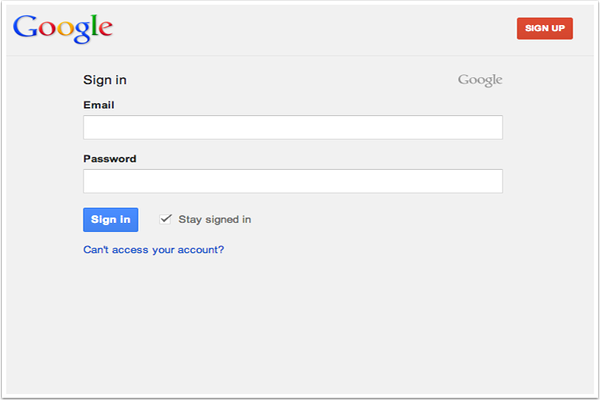 Google
SIGN UP
Sign in
Google
Email
Password
Sign in
Stay signed in
Can't access your account?